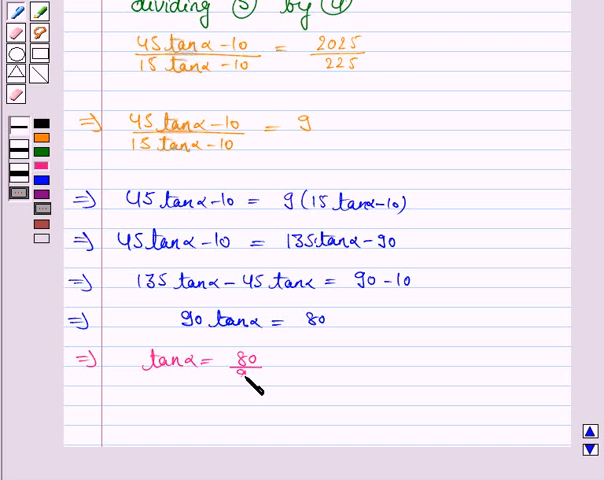 dividing ⑤ by ④
45 tanα - 10 / 15 tanα - 10 = 2025 / 225
=) 45 tanα - 10 / 15 tanα - 10 = 9
=) 45 tanα - 10 = 9 (15 tanα - 10)
=) 45 tanα - 10 = 135 tanα - 90
=) 135 tanα - 45 tanα = 90 - 10
=) 90 tanα = 80
=) tanα = 80 / 9